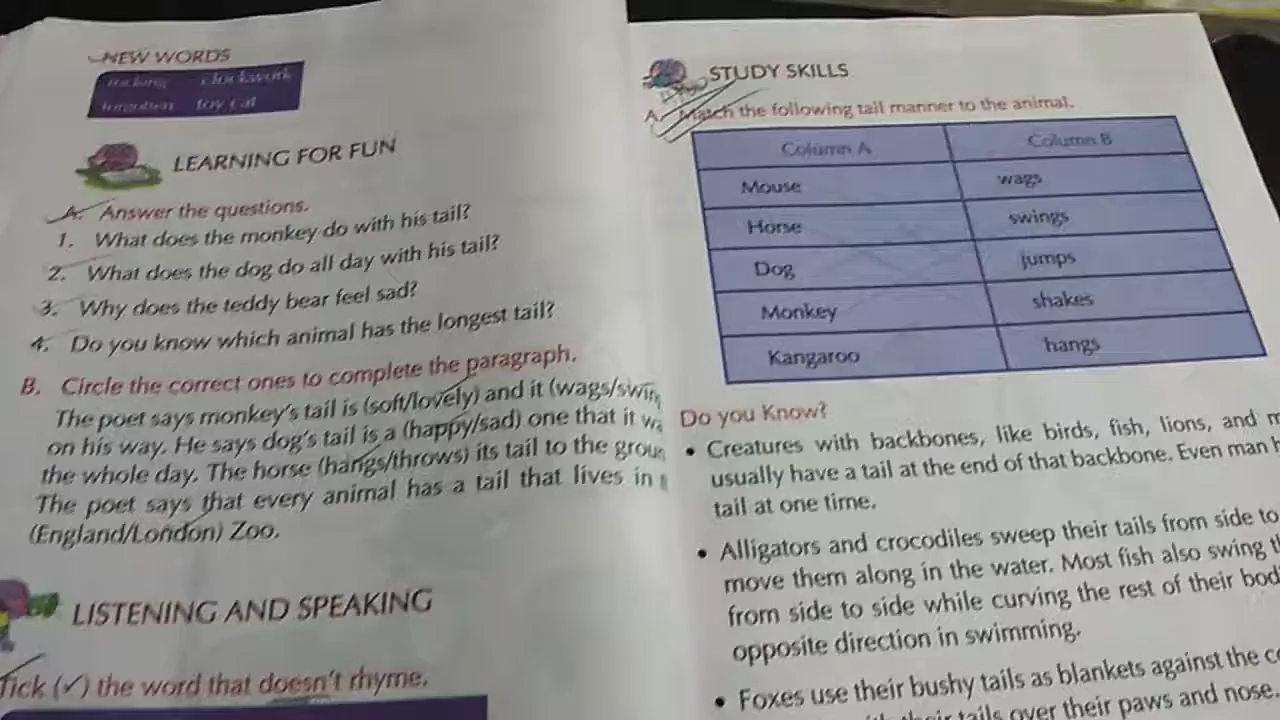 NEW WORDS
ticking clockwork
forgotten toy cat
LEARNING FOR FUN
A. Answer the questions.
1. What does the monkey do with his tail?
2. What does the dog do all day with his tail?
3. Why does the teddy bear feel sad?
4. Do you know which animal has the longest tail?
B. Circle the correct ones to complete the paragraph.
The poet says monkey's tail is (soft/lovely) and it (wags/swin
on his way. He says dog's tail is a (happy/sad) one that it w
the whole day. The horse (hangs/throws) its tail to the grou
The poet says that every animal has a tail that lives in
(England/London) Zoo.
LISTENING AND SPEAKING
Tick (✓) the word that doesn't rhyme.
STUDY SKILLS
A. Match the following tail manner to the animal.
Column A Column B
Mouse wags
Horse swings
Dog jumps
Monkey shakes
Kangaroo hangs
Do you Know?
• Creatures with backbones, like birds, fish, lions, and m
usually have a tail at the end of that backbone. Even man h
tail at one time.
• Alligators and crocodiles sweep their tails from side to
move them along in the water. Most fish also swing th
from side to side while curving the rest of their bod
opposite direction in swimming.
• Foxes use their bushy tails as blankets against the co
their tails over their paws and nose.